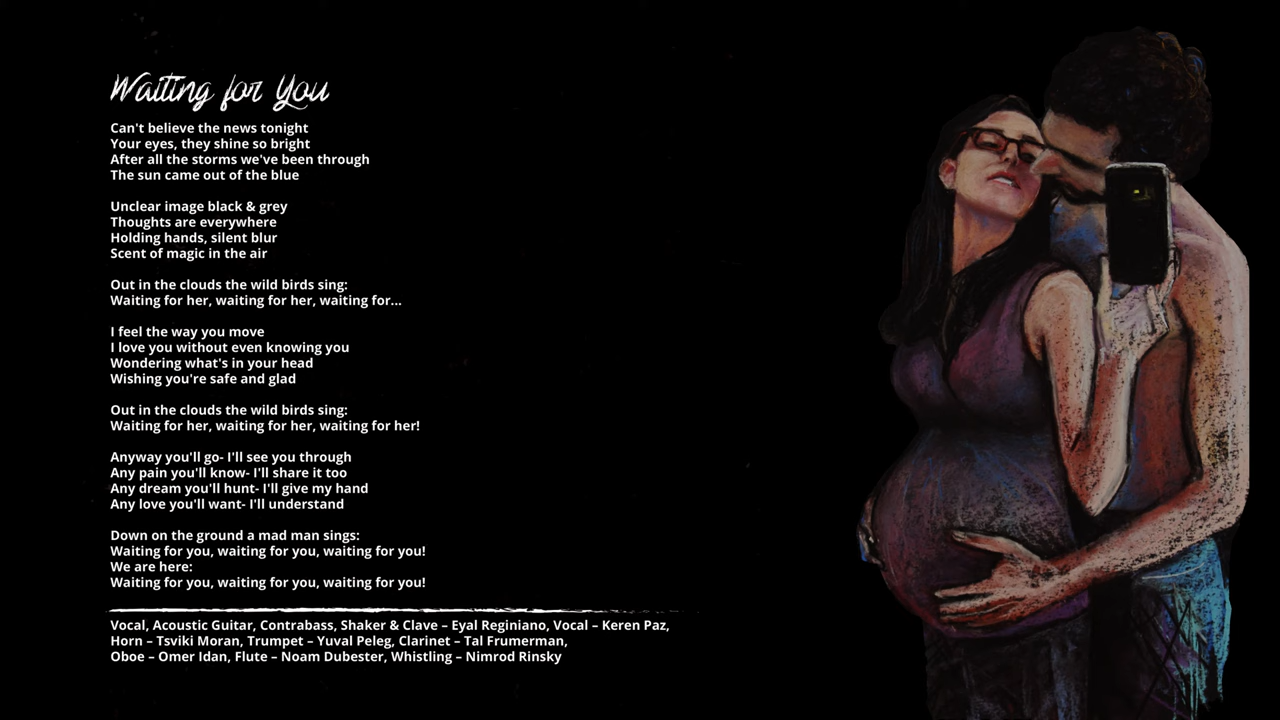 Waiting for You
Can't believe the news tonight
Your eyes, they shine so bright
After all the storms we've been through
The sun came out of the blue
Unclear image black & grey
Thoughts are everywhere
Holding hands, silent blur
Scent of magic in the air
Out in the clouds the wild birds sing:
Waiting for her, waiting for her, waiting for...
I feel the way you move
I love you without even knowing you
Wondering what's in your head
Wishing you're safe and glad
Out in the clouds the wild birds sing:
Waiting for her, waiting for her, waiting for her!
Anyway you'll go- I'll see you through
Any pain you'll know- I'll share it too
Any dream you'll hunt- I'll give my hand
Any love you'll want- I'll understand
Down on the ground a mad man sings:
Waiting for you, waiting for you, waiting for you!
We are here:
Waiting for you, waiting for you, waiting for you!
Vocal, Acoustic Guitar, Contrabass, Shaker & Clave – Eyal Reginiano, Vocal – Keren Paz,
Horn – Tsviki Moran, Trumpet – Yuval Peleg, Clarinet – Tal Frumerman,
Oboe – Omer Idan, Flute – Noam Dubester, Whistling – Nimrod Rinsky